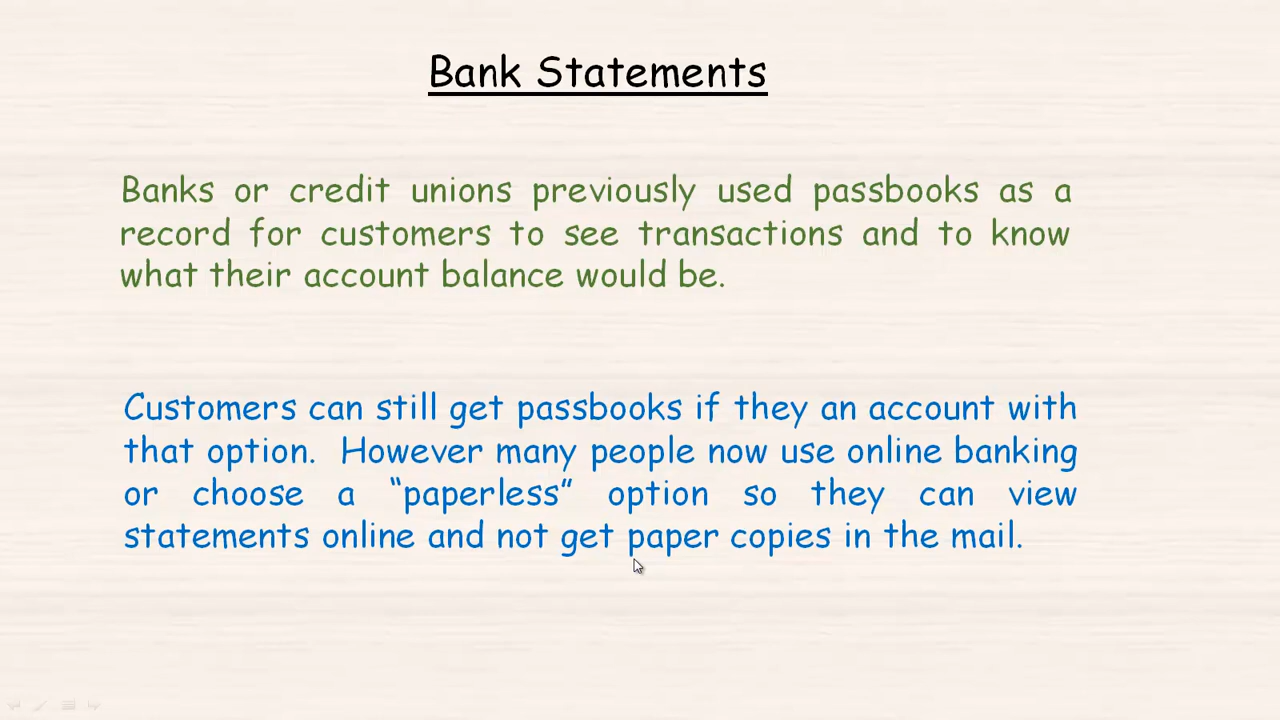 Bank Statements
Banks or credit unions previously used passbooks as a
record for customers to see transactions and to know
what their account balance would be.
Customers can still get passbooks if they an account with
that option.  However many people now use online banking
or choose a “paperless” option so they can view
statements online and not get paper copies in the mail.